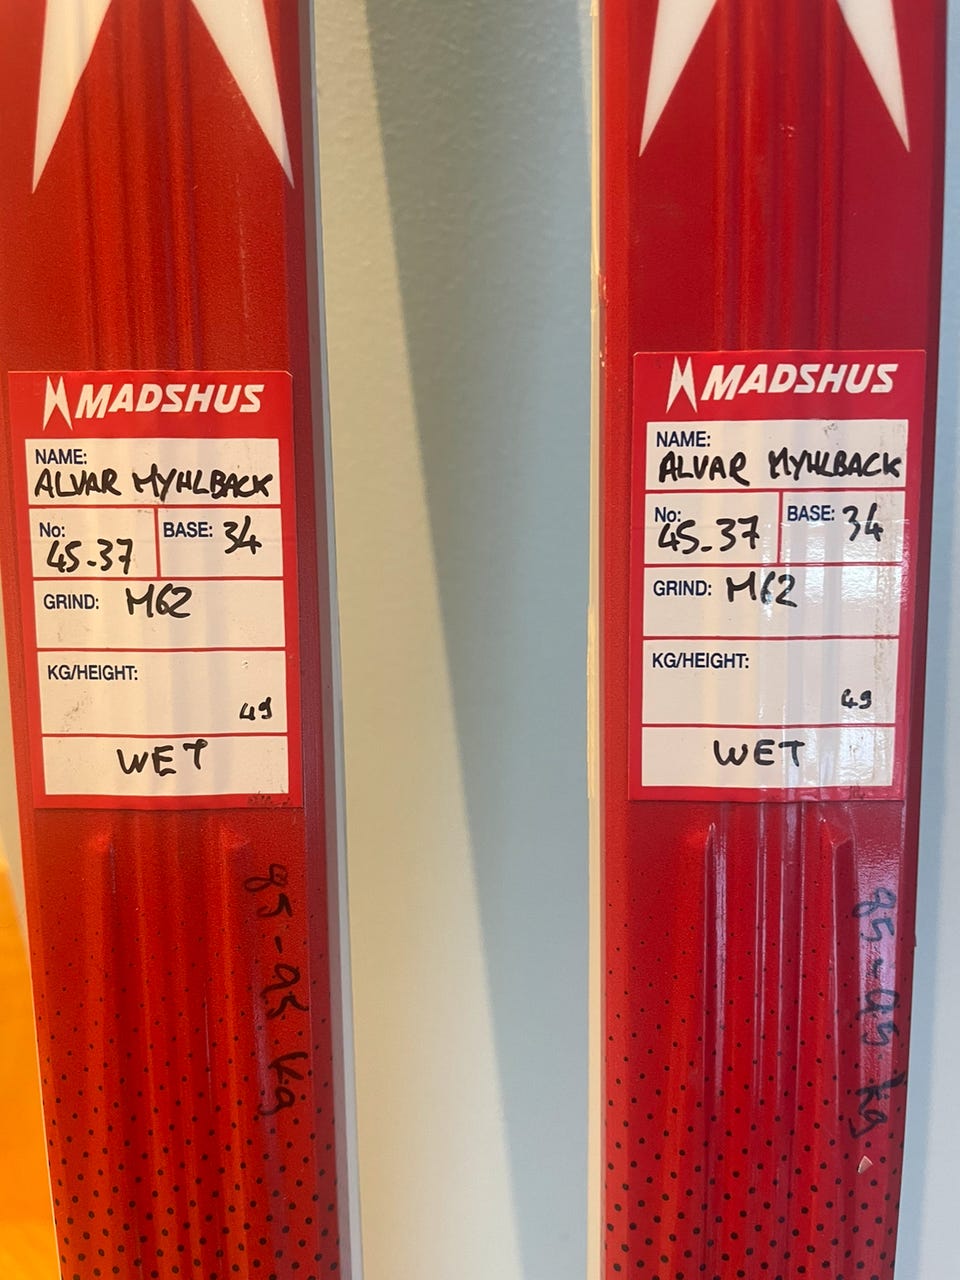 MADSHUS
NAME:
ALVAR MYHLBACK
No: 45-37 BASE: 34
GRIND: M62
KG/HEIGHT:
49
WET
85-95 kg
MADSHUS
NAME:
ALVAR MYHLBACK
No: 45-37 BASE: 34
GRIND: M62
KG/HEIGHT:
49
WET
85-95 kg